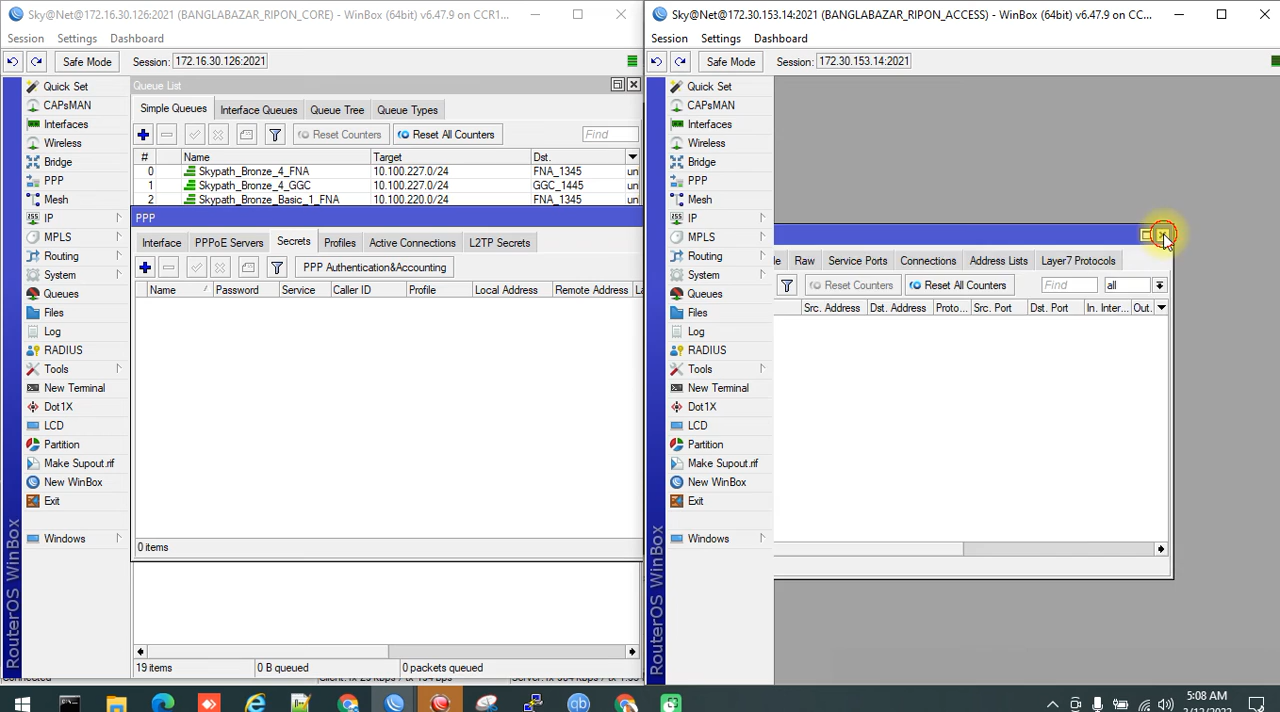 Sky@Net@172.16.30.126 (BANGLABAZAR_RIPON_CORE) - WinBox (64bit) v6.47.9 on CCR1...
Session Settings Dashboard
Safe Mode Session: 172.16.30.126:2021
Quick Set
CAPsMAN
Interfaces
Wireless
Bridge
PPP
Mesh
IP
MPLS
Routing
System
Queues
Files
Log
RADIUS
Tools
New Terminal
Dot1X
LCD
Partition
Make Supout.rif
New WinBox
Exit
Windows
RouterOS WinBox
Queue List
Simple Queues Interface Queues Queue Tree Queue Types
Reset Counters Reset All Counters Find
# Name Target Dst.
0 Skypath_Bronze_4_FNA 10.100.227.0/24 FNA_1345 un
1 Skypath_Bronze_4_GGC 10.100.227.0/24 GGC_1445 un
2 Skypath_Bronze_Basic_1_FNA 10.100.220.0/24 FNA_1345 un
PPP
Interface PPPoE Servers Secrets Profiles Active Connections L2TP Secrets
PPP Authentication&Accounting
Name Password Service Caller ID Profile Local Address Remote Address La
0 items
19 items 0 B queued 0 packets queued
Sky@Net@172.30.153.14:2021 (BANGLABAZAR_RIPON_ACCESS) - WinBox (64bit) v6.47.9 on CC...
Session Settings Dashboard
Safe Mode Session: 172.30.153.14:2021
Quick Set
CAPsMAN
Interfaces
Wireless
Bridge
PPP
Mesh
IP
MPLS
Routing
System
Queues
Files
Log
RADIUS
Tools
New Terminal
Dot1X
LCD
Partition
Make Supout.rif
New WinBox
Exit
Windows
RouterOS WinBox
le Raw Service Ports Connections Address Lists Layer7 Protocols
Reset Counters Reset All Counters Find all
Src. Address Dst. Address Proto... Src. Port Dst. Port In. Inter... Out.
5:08 AM